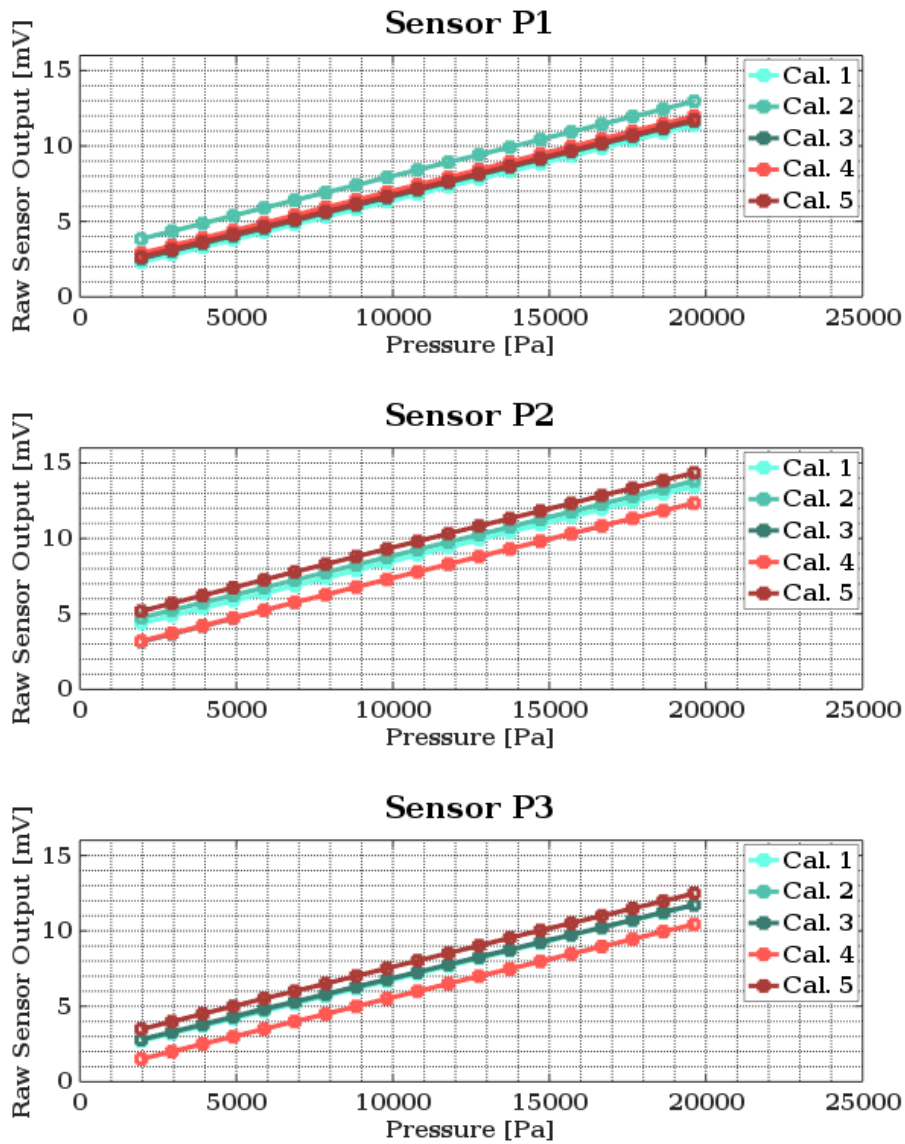 Sensor P1
Raw Sensor Output [mV]
15
10
5
0
0 5000 10000 15000 20000 25000
Pressure [Pa]
Cal. 1
Cal. 2
Cal. 3
Cal. 4
Cal. 5
Sensor P2
Raw Sensor Output [mV]
15
10
5
0
0 5000 10000 15000 20000 25000
Pressure [Pa]
Cal. 1
Cal. 2
Cal. 3
Cal. 4
Cal. 5
Sensor P3
Raw Sensor Output [mV]
15
10
5
0
0 5000 10000 15000 20000 25000
Pressure [Pa]
Cal. 1
Cal. 2
Cal. 3
Cal. 4
Cal. 5